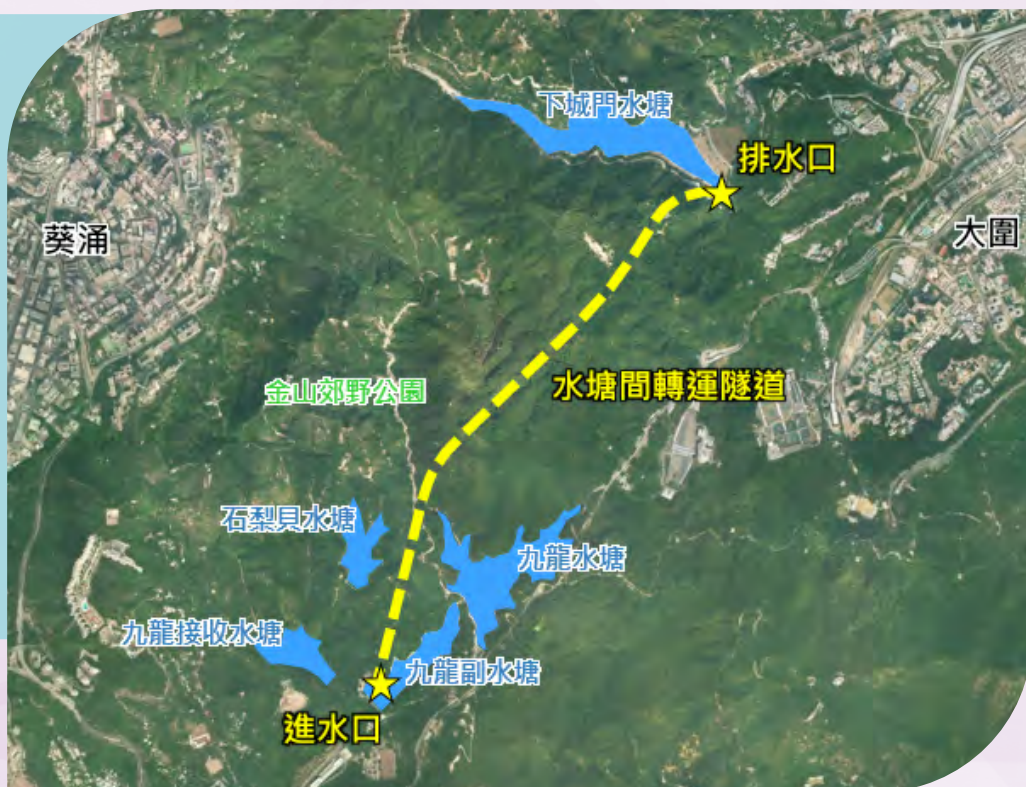 下城門水塘
排水口
葵涌
大圍
水塘間轉運隧道
金山郊野公園
石梨貝水塘
九龍水塘
九龍接收水塘
九龍副水塘
進水口